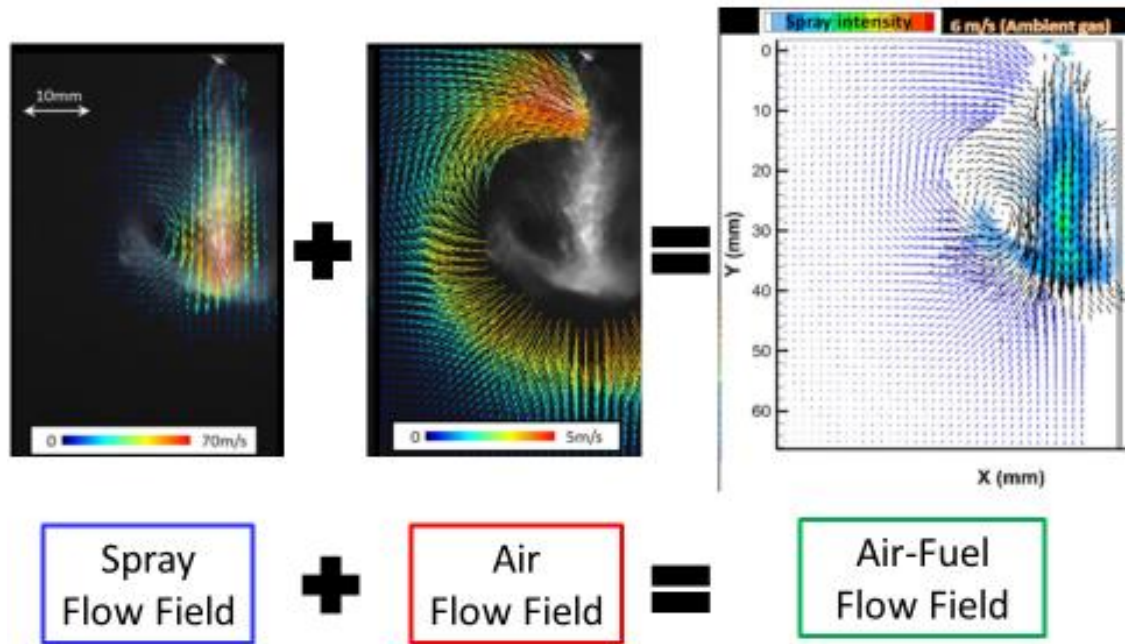 Spray intensity
6 m/s (Ambient gas)
10mm
0
70m/s
0
5m/s
0
10
20
30
40
50
60
Y (mm)
X (mm)
Spray
Flow Field
Air
Flow Field
Air-Fuel
Flow Field